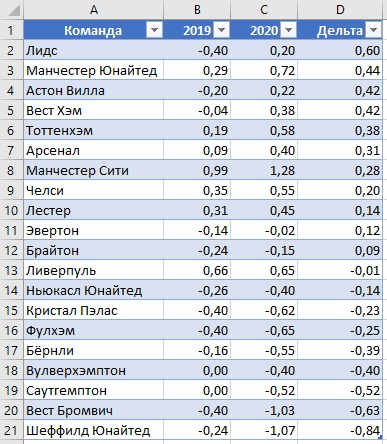 A B C D
1 Команда 2019 2020 Дельта
2 Лидс -0,40 0,20 0,60
3 Манчестер Юнайтед 0,29 0,72 0,44
4 Астон Вилла -0,20 0,22 0,42
5 Вест Хэм -0,04 0,38 0,42
6 Тоттенхэм 0,19 0,58 0,38
7 Арсенал 0,09 0,40 0,31
8 Манчестер Сити 0,99 1,28 0,28
9 Челси 0,35 0,55 0,20
10 Лестер 0,31 0,45 0,14
11 Эвертон -0,14 -0,02 0,12
12 Брайтон -0,24 -0,15 0,09
13 Ливерпуль 0,66 0,65 -0,01
14 Ньюкасл Юнайтед -0,26 -0,40 -0,14
15 Кристал Пэлас -0,40 -0,62 -0,23
16 Фулхэм -0,40 -0,65 -0,25
17 Бёрнли -0,16 -0,55 -0,39
18 Вулверхэмптон 0,00 -0,40 -0,40
19 Саутгемптон 0,00 -0,52 -0,52
20 Вест Бромвич -0,40 -1,03 -0,63
21 Шеффилд Юнайтед -0,24 -1,07 -0,84